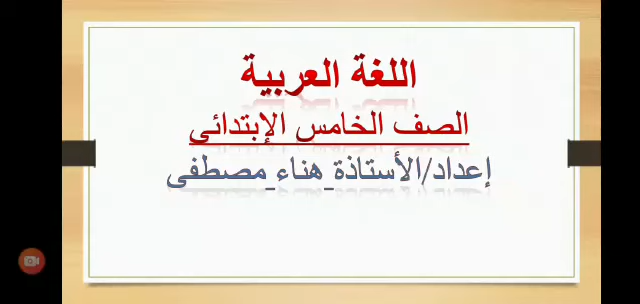 اللغة العربية
الصف الخامس الإبتدائى
إعداد/الأستاذة_هناء_مصطفى